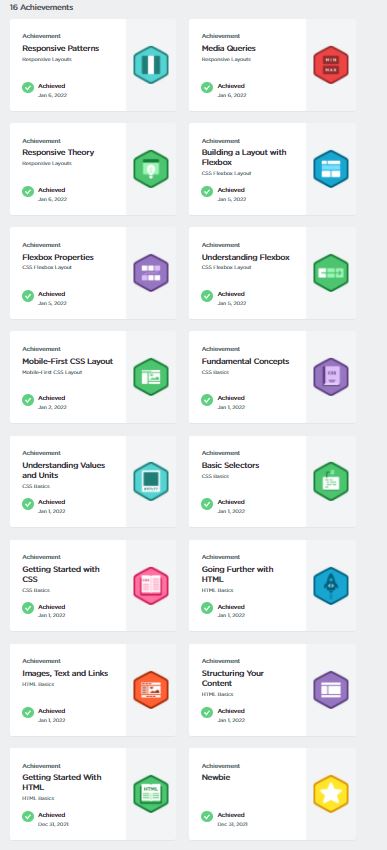 16 Achievements
Achievement
Responsive Patterns
Responsive Layouts
Achieved
Jan 6, 2022
Achievement
Media Queries
Responsive Layouts
MIN
MAX
Achieved
Jan 6, 2022
Achievement
Responsive Theory
Responsive Layouts
Achieved
Jan 6, 2022
Achievement
Building a Layout with
Flexbox
CSS Flexbox Layout
Achieved
Jan 5, 2022
Achievement
Flexbox Properties
CSS Flexbox Layout
Achieved
Jan 5, 2022
Achievement
Understanding Flexbox
CSS Flexbox Layout
Achieved
Jan 5, 2022
Achievement
Mobile-First CSS Layout
Mobile-First CSS Layout
Achieved
Jan 2, 2022
Achievement
Fundamental Concepts
CSS Basics
CSS
Achieved
Jan 1, 2022
Achievement
Understanding Values
and Units
CSS Basics
Achieved
Jan 1, 2022
Achievement
Basic Selectors
CSS Basics
Achieved
Jan 1, 2022
Achievement
Getting Started with
CSS
CSS Basics
Achieved
Jan 1, 2022
Achievement
Going Further with
HTML
HTML Basics
Achieved
Jan 1, 2022
Achievement
Images, Text and Links
HTML Basics
Achieved
Jan 1, 2022
Achievement
Structuring Your
Content
HTML Basics
Achieved
Jan 1, 2022
Achievement
Getting Started With
HTML
HTML Basics
HTML
Achieved
Dec 31, 2021
Achievement
Newbie
Achieved
Dec 31, 2021